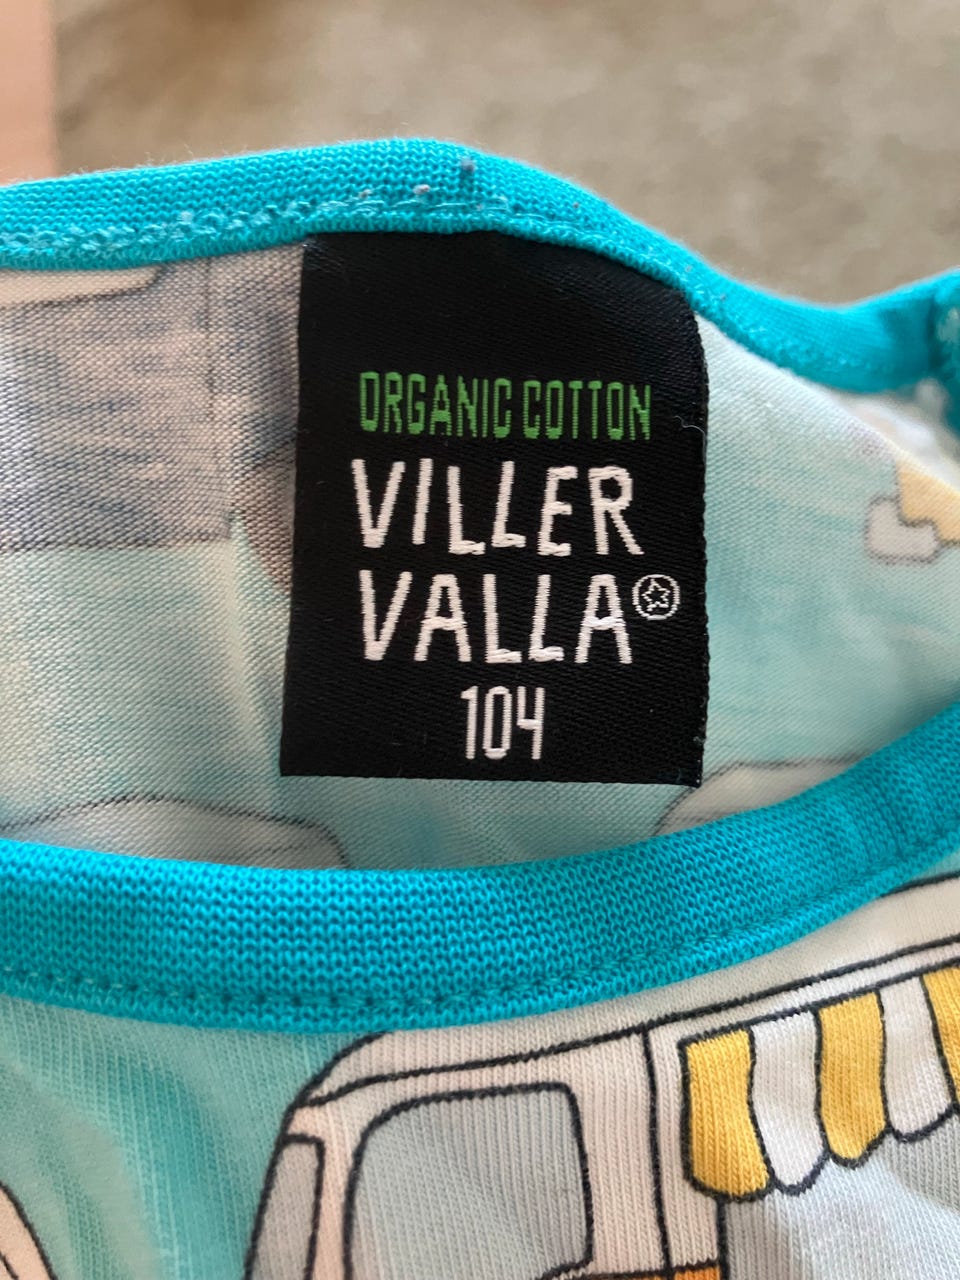 ORGANIC COTTON
VILLER
VALLA
104